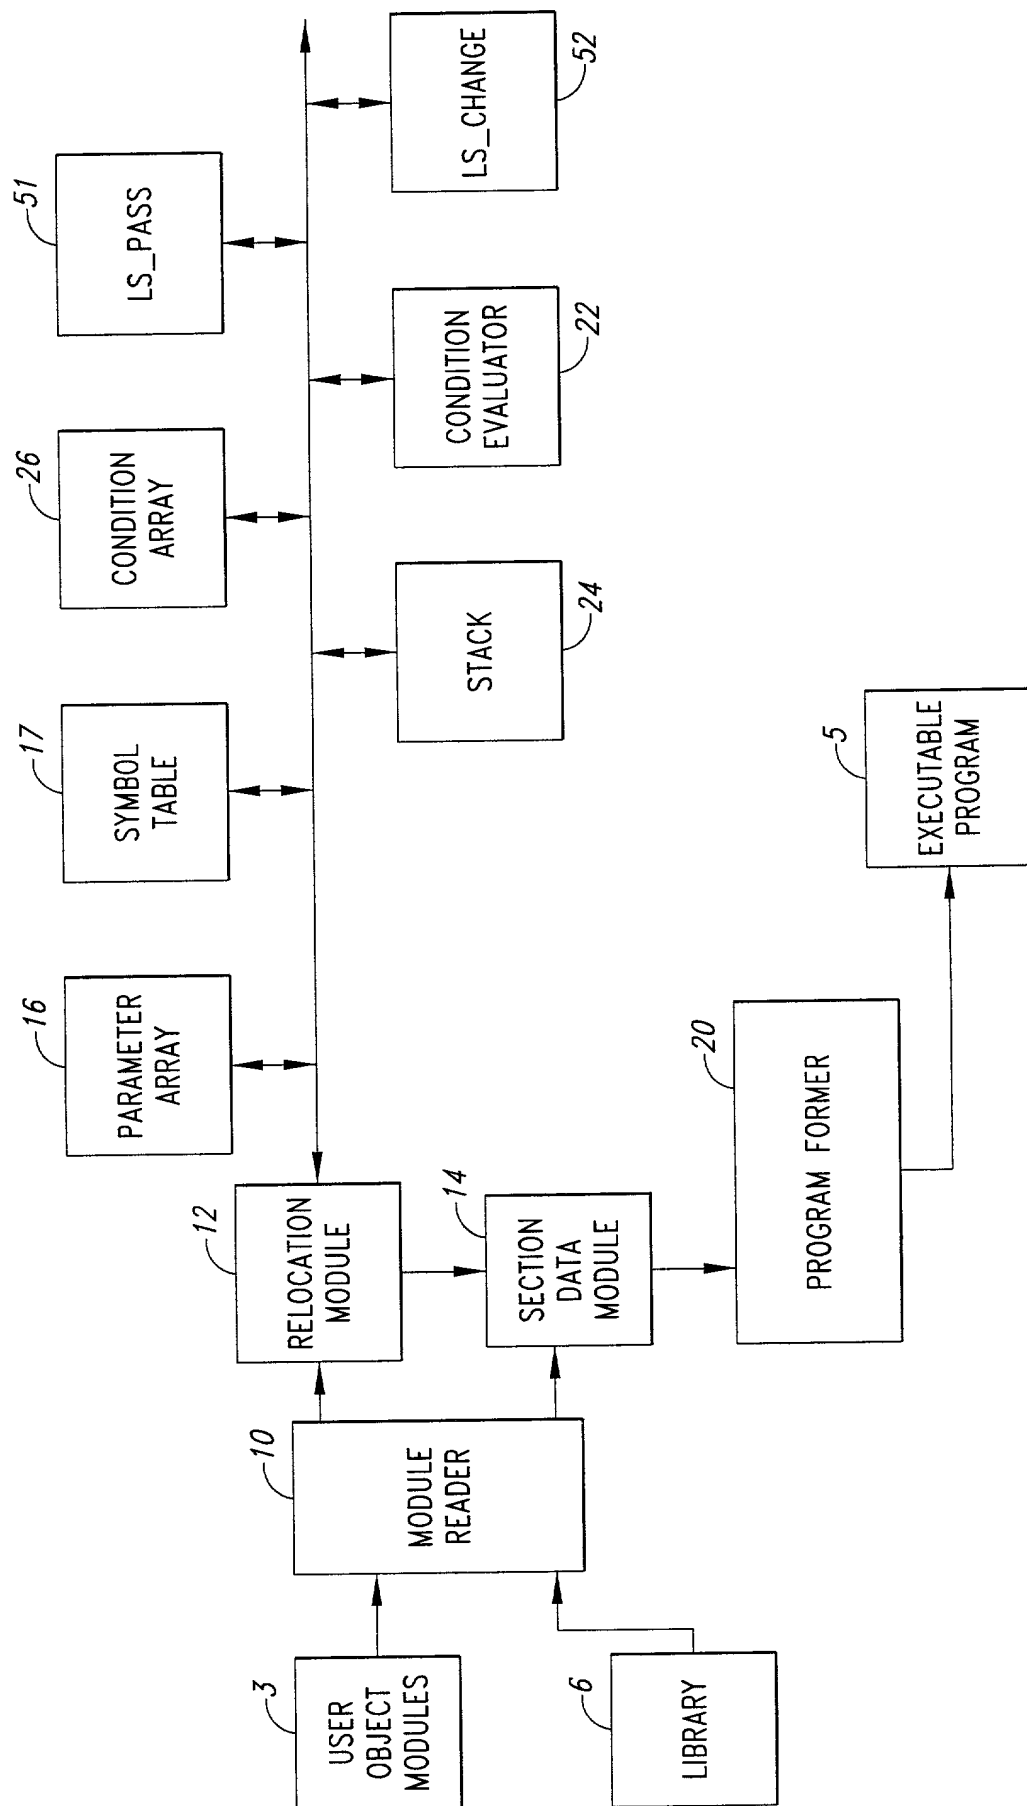 3
USER
OBJECT
MODULES
6
LIBRARY
10
MODULE
READER
12
RELOCATION
MODULE
14
SECTION
DATA
MODULE
16
PARAMETER
ARRAY
17
SYMBOL
TABLE
26
CONDITION
ARRAY
51
LS_PASS
STACK
24
CONDITION
EVALUATOR
22
LS_CHANGE
52
20
PROGRAM FORMER
5
EXECUTABLE
PROGRAM